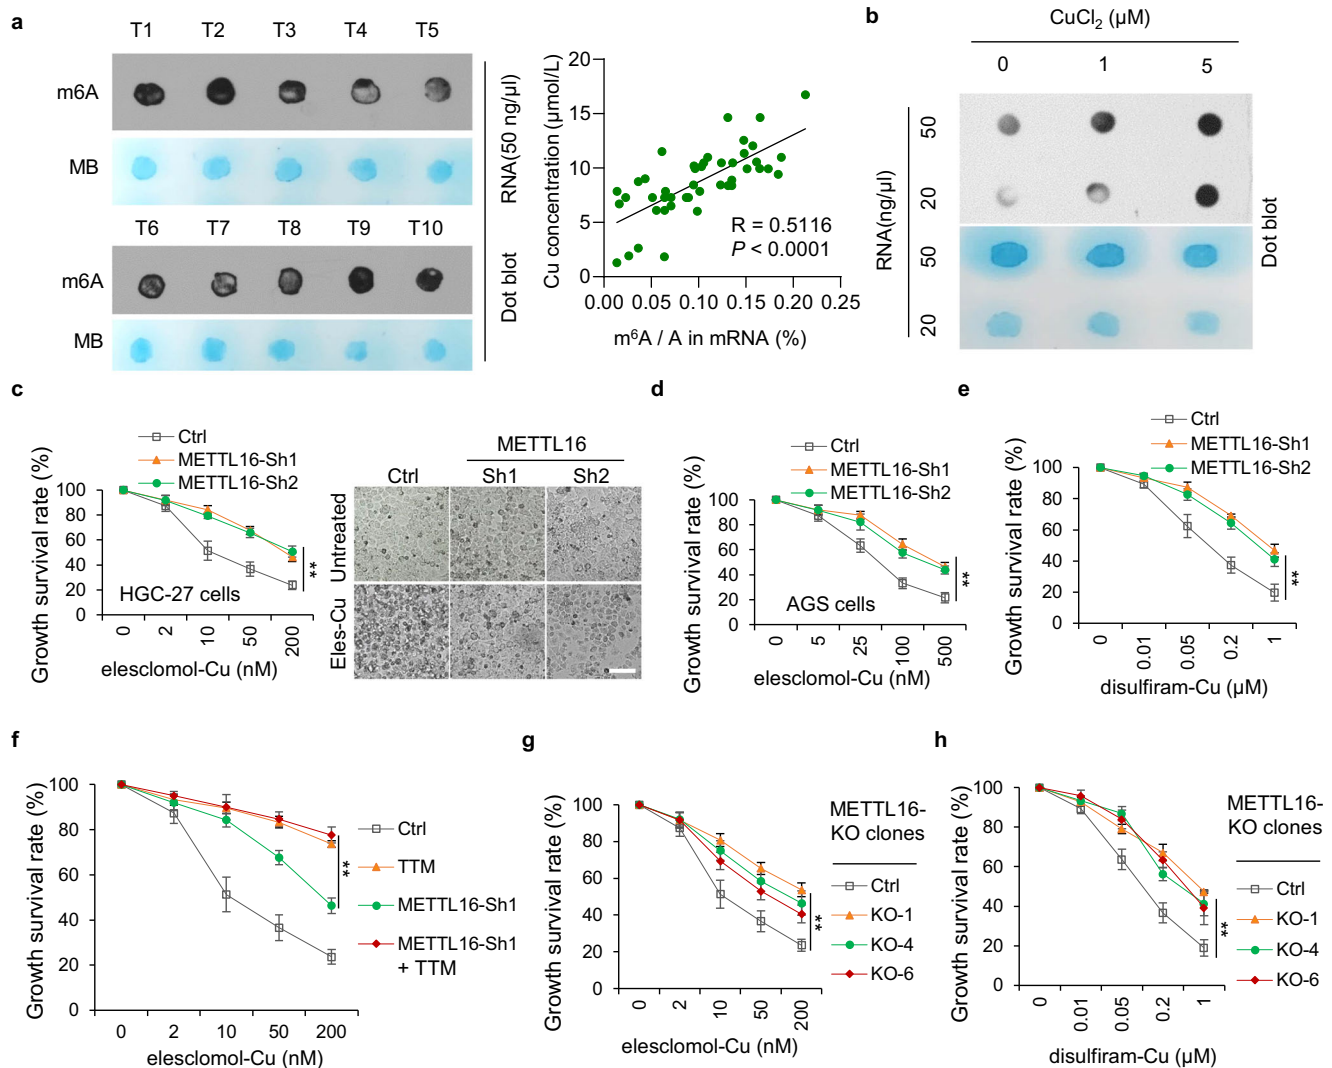 a
T1 T2 T3 T4 T5
m6A
MB
RNA(50 ng/µl)
T6 T7 T8 T9 T10
m6A
MB
Dot blot
Cu concentration (µmol/L)
20
15
10
5
0
R = 0.5116
P < 0.0001
0.00 0.05 0.10 0.15 0.20 0.25
m⁶A / A in mRNA (%)
b
CuCl₂ (µM)
0 1 5
RNA(ng/µl)
50
20
50
20
Dot blot
c
Ctrl
METTL16-Sh1
METTL16-Sh2
Growth survival rate (%)
100
80
60
40
20
0
HGC-27 cells
**
0 2 10 50 200
elesclomol-Cu (nM)
METTL16
Ctrl Sh1 Sh2
Untreated
Eles-Cu
d
Ctrl
METTL16-Sh1
METTL16-Sh2
Growth survival rate (%)
100
80
60
40
20
0
AGS cells
**
0 5 25 100 500
elesclomol-Cu (nM)
e
Ctrl
METTL16-Sh1
METTL16-Sh2
Growth survival rate (%)
100
80
60
40
20
0
**
0 0.01 0.05 0.2 1
disulfiram-Cu (µM)
f
Growth survival rate (%)
100
80
60
40
20
0
**
0 2 10 50 200
elesclomol-Cu (nM)
Ctrl
TTM
METTL16-Sh1
METTL16-Sh1
+ TTM
g
Growth survival rate (%)
100
80
60
40
20
0
**
0 2 10 50 200
elesclomol-Cu (nM)
METTL16-
KO clones
Ctrl
KO-1
KO-4
KO-6
h
Growth survival rate (%)
100
80
60
40
20
0
**
0 0.01 0.05 0.2 1
disulfiram-Cu (µM)
METTL16-
KO clones
Ctrl
KO-1
KO-4
KO-6